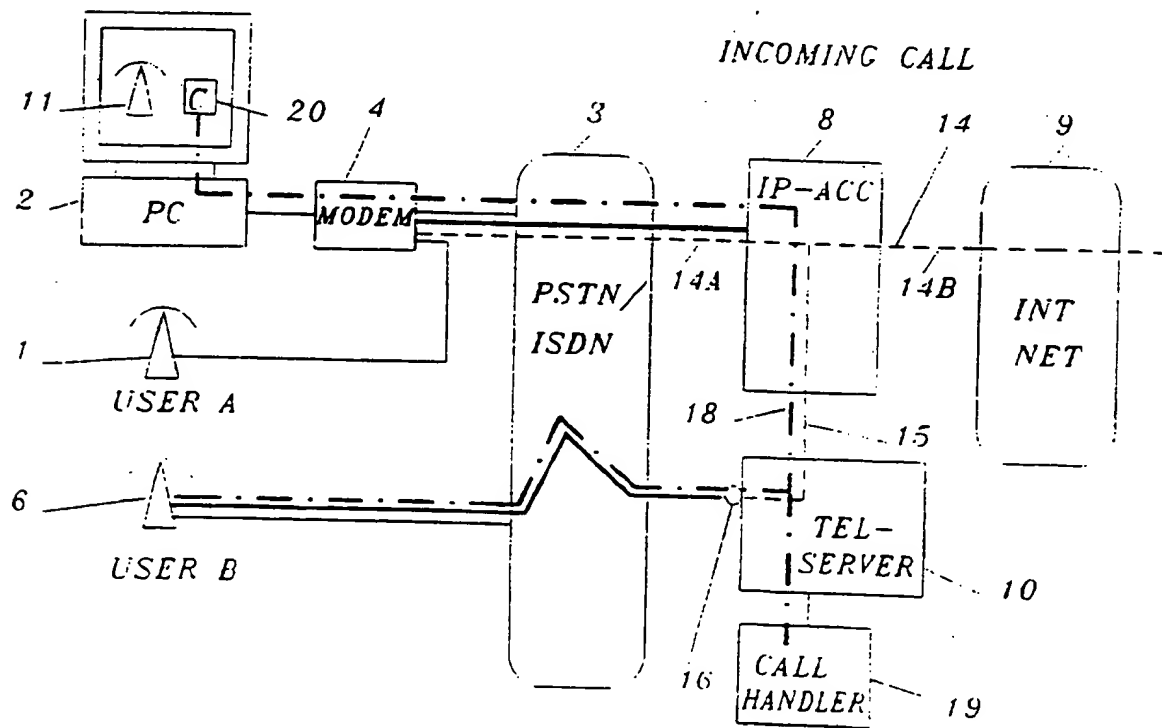 INCOMING CALL
11
C
20
4
3
8
14
9
2
PC
MODEM
IP-ACC
14A
14B
PSTN
ISDN
INT
NET
1
USER A
18
15
6
USER B
TEL-
SERVER
10
16
CALL
HANDLER
19